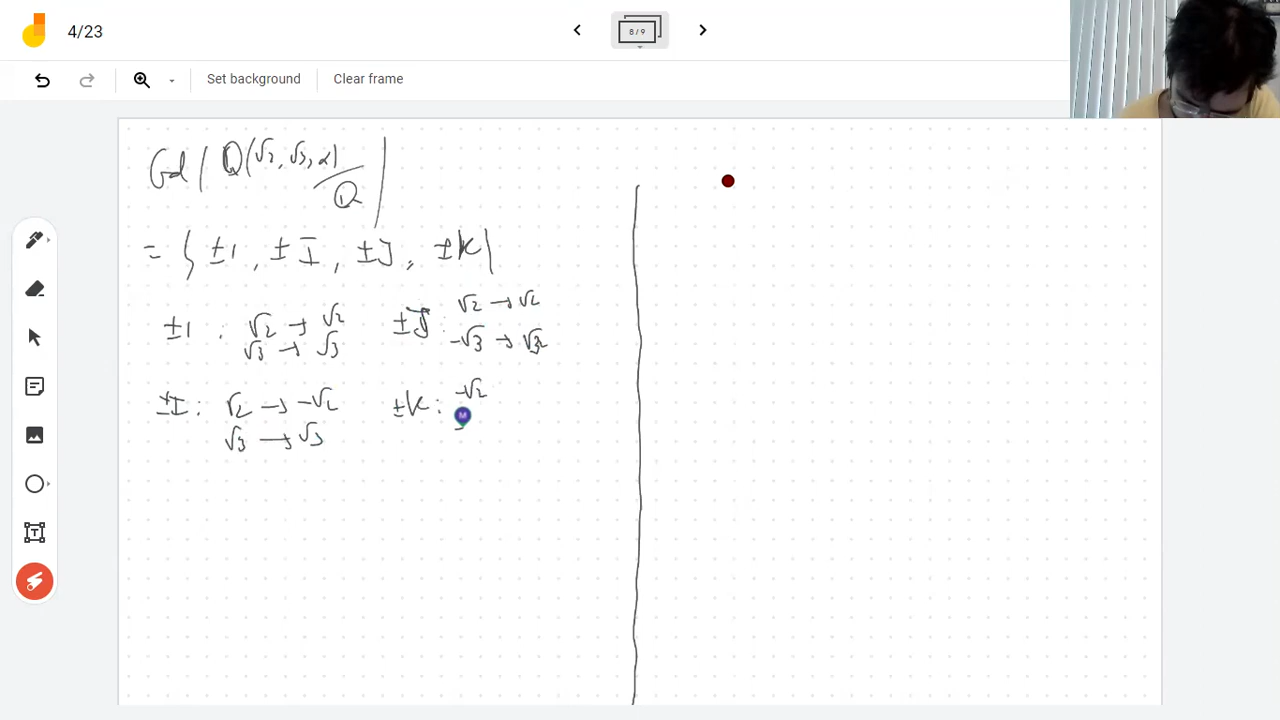 4/23
8 / 9
Set background
Clear frame
Gal ( Q(√2, √3, α) / Q )
= { ±1, ±I, ±J, ±K }
±1 : √2 → √2
√3 → √3
±J : √2 → √2
-√3 → √3
±I : √2 → -√2
√3 → √3
±K : -√2
M